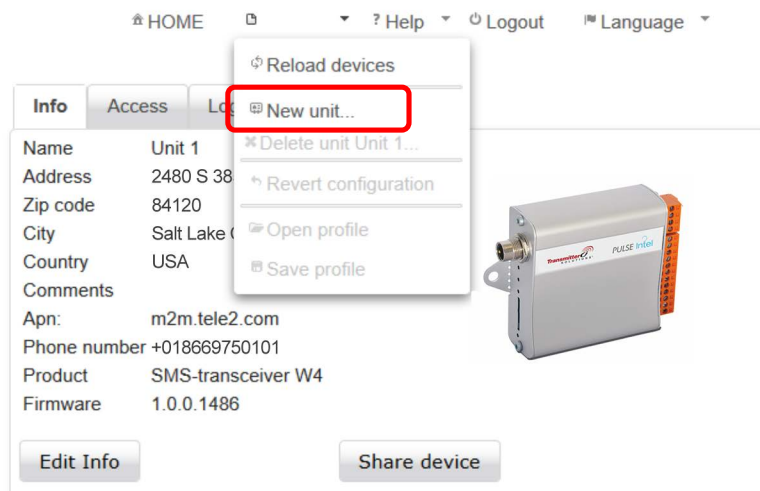 HOME ? Help Logout Language
Reload devices
Info Access Log
New unit...
Name Unit 1
Delete unit Unit 1...
Address 2480 S 38
Revert configuration
Zip code 84120
City Salt Lake
Open profile
Country USA
Save profile
Comments
Apn: m2m.tele2.com
Phone number +018669750101
Product SMS-transceiver W4
Firmware 1.0.0.1486
Edit Info Share device
Transmitter
SOLUTIONS
PULSE Intel